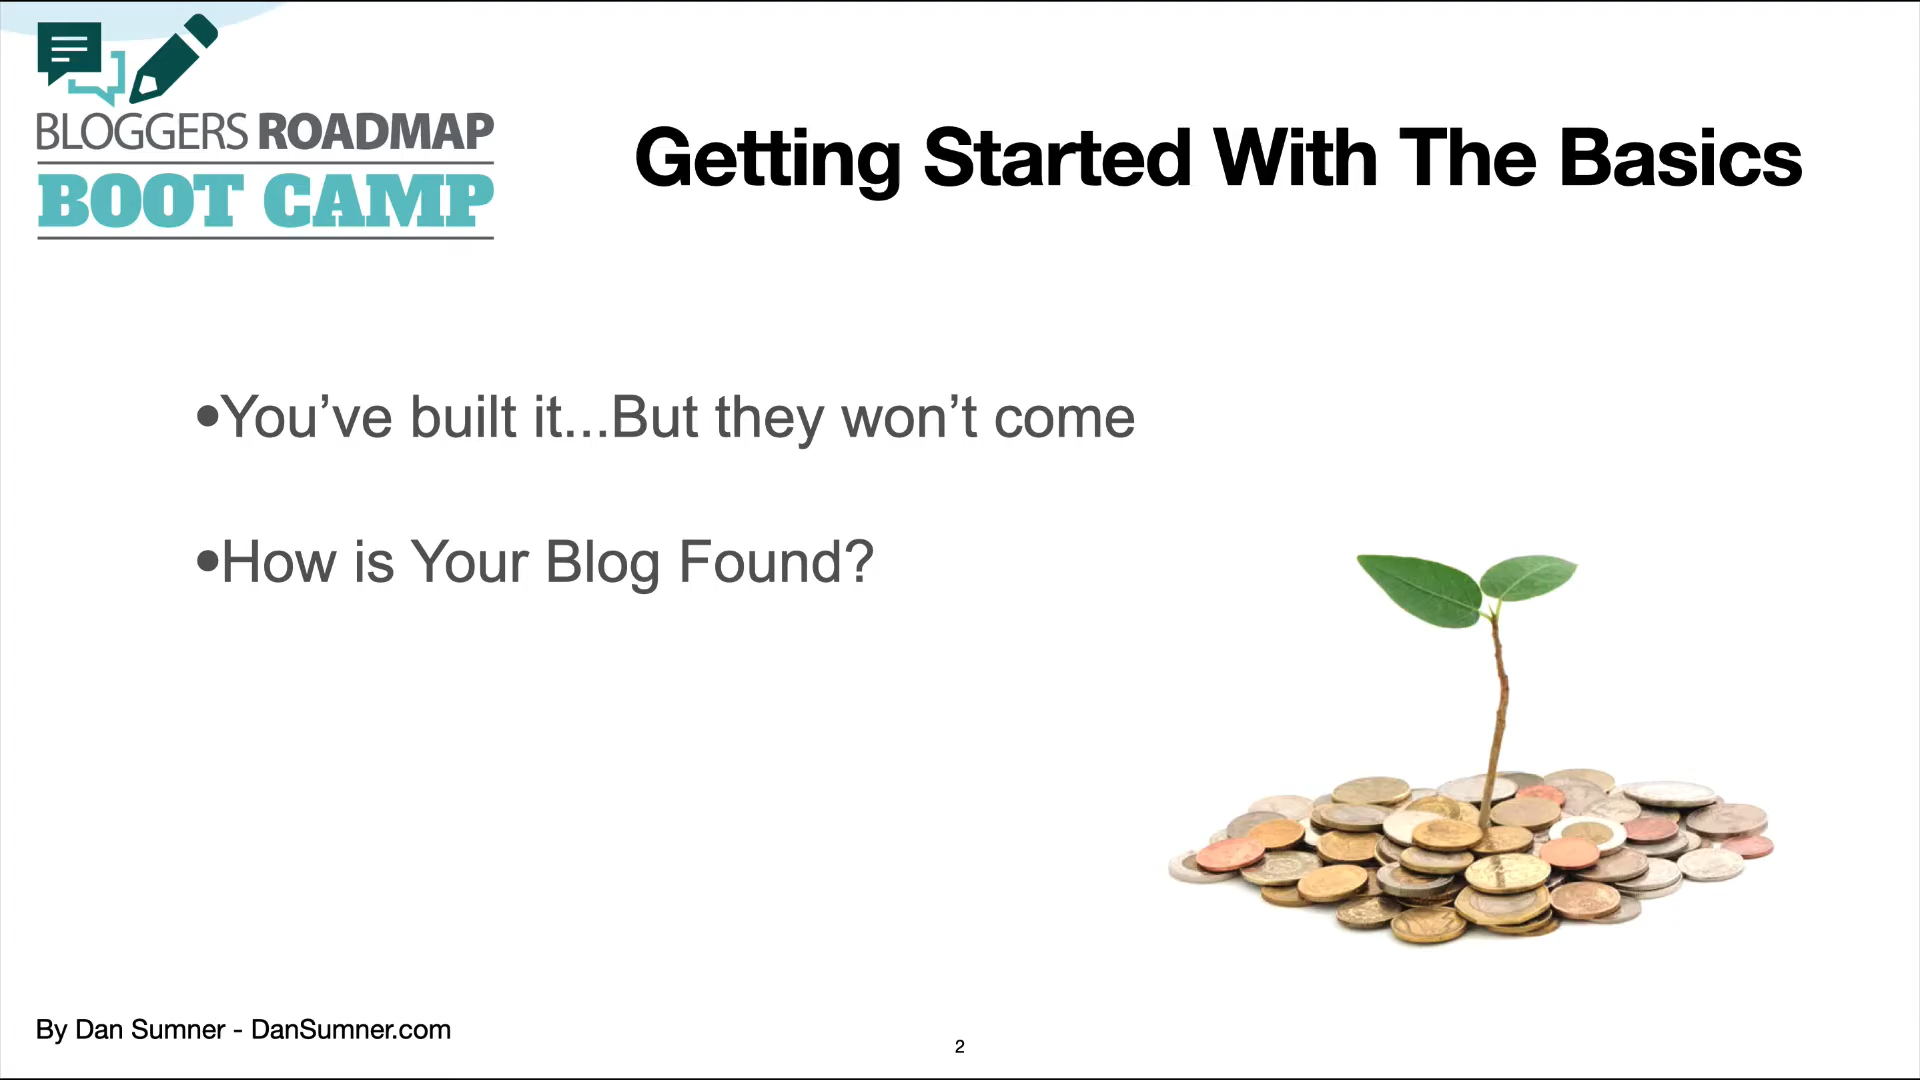 BLOGGERS ROADMAP
BOOT CAMP
Getting Started With The Basics
•You’ve built it...But they won’t come
•How is Your Blog Found?
By Dan Sumner - DanSumner.com
2